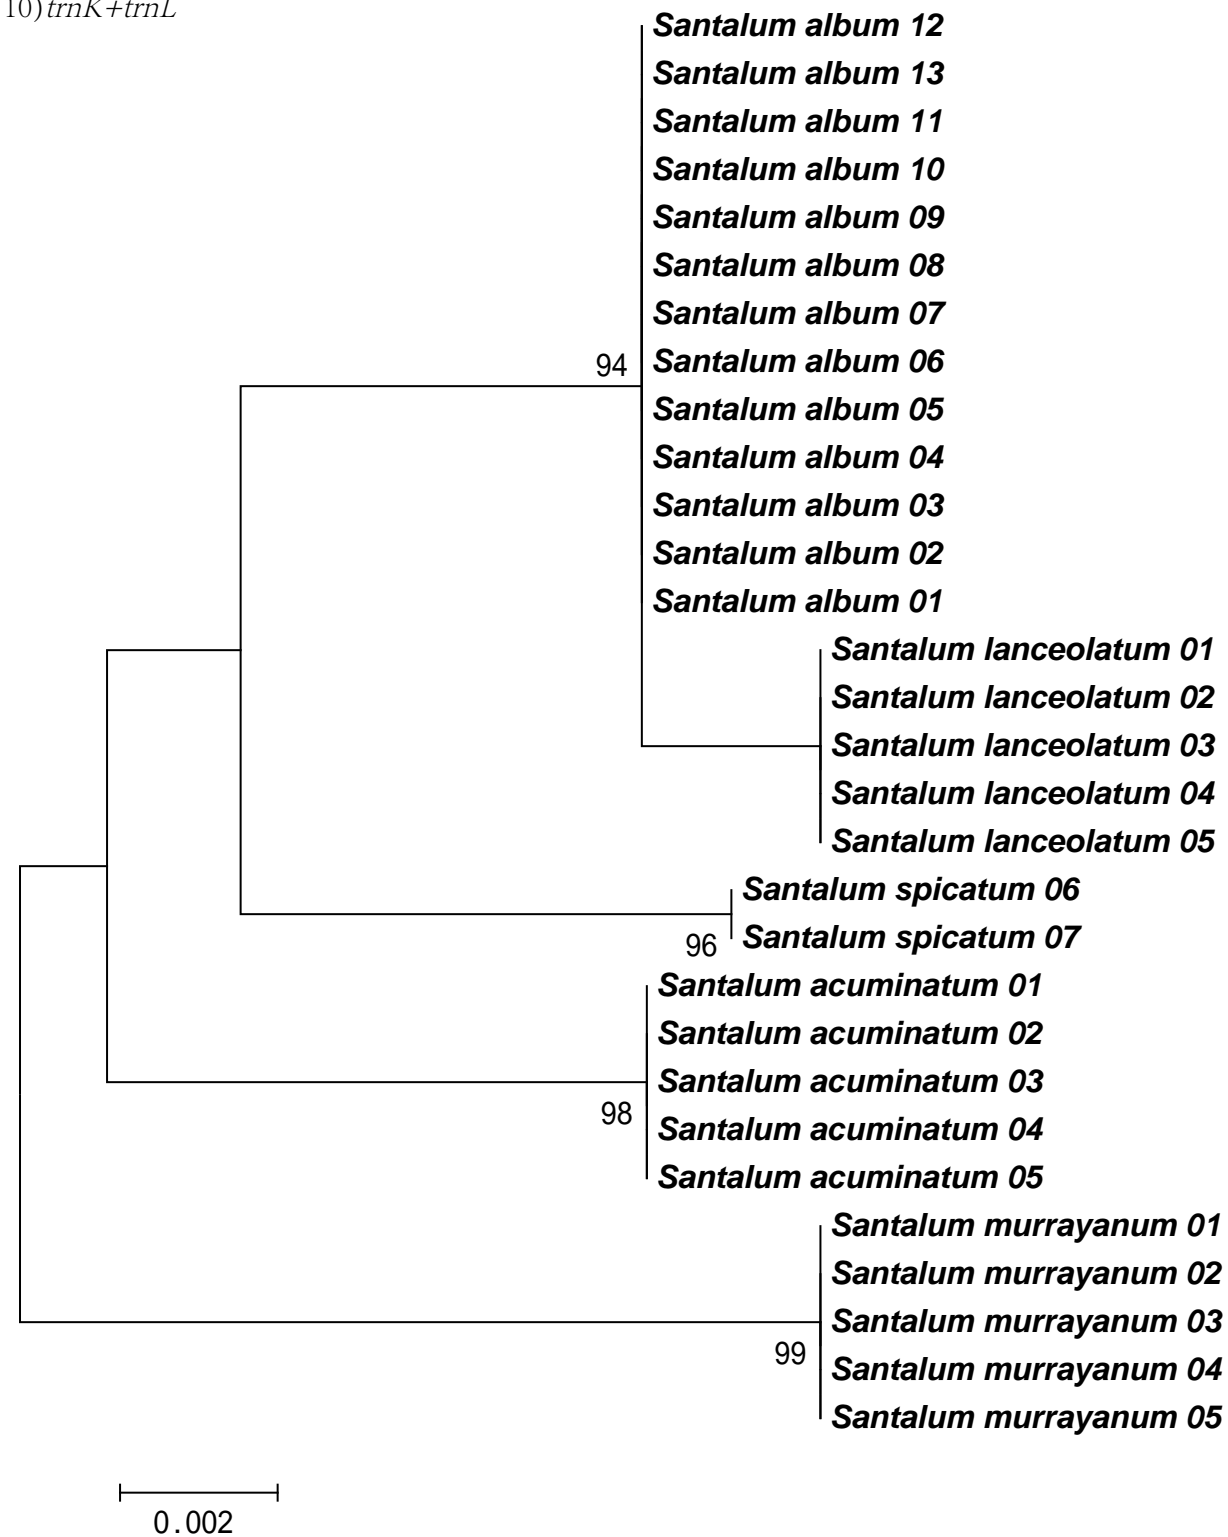 10) trnK+trnL
Santalum album 12
Santalum album 13
Santalum album 11
Santalum album 10
Santalum album 09
Santalum album 08
Santalum album 07
94
Santalum album 06
Santalum album 05
Santalum album 04
Santalum album 03
Santalum album 02
Santalum album 01
Santalum lanceolatum 01
Santalum lanceolatum 02
Santalum lanceolatum 03
Santalum lanceolatum 04
Santalum lanceolatum 05
Santalum spicatum 06
Santalum spicatum 07
96
Santalum acuminatum 01
Santalum acuminatum 02
Santalum acuminatum 03
98
Santalum acuminatum 04
Santalum acuminatum 05
Santalum murrayanum 01
Santalum murrayanum 02
Santalum murrayanum 03
99
Santalum murrayanum 04
Santalum murrayanum 05
0.002